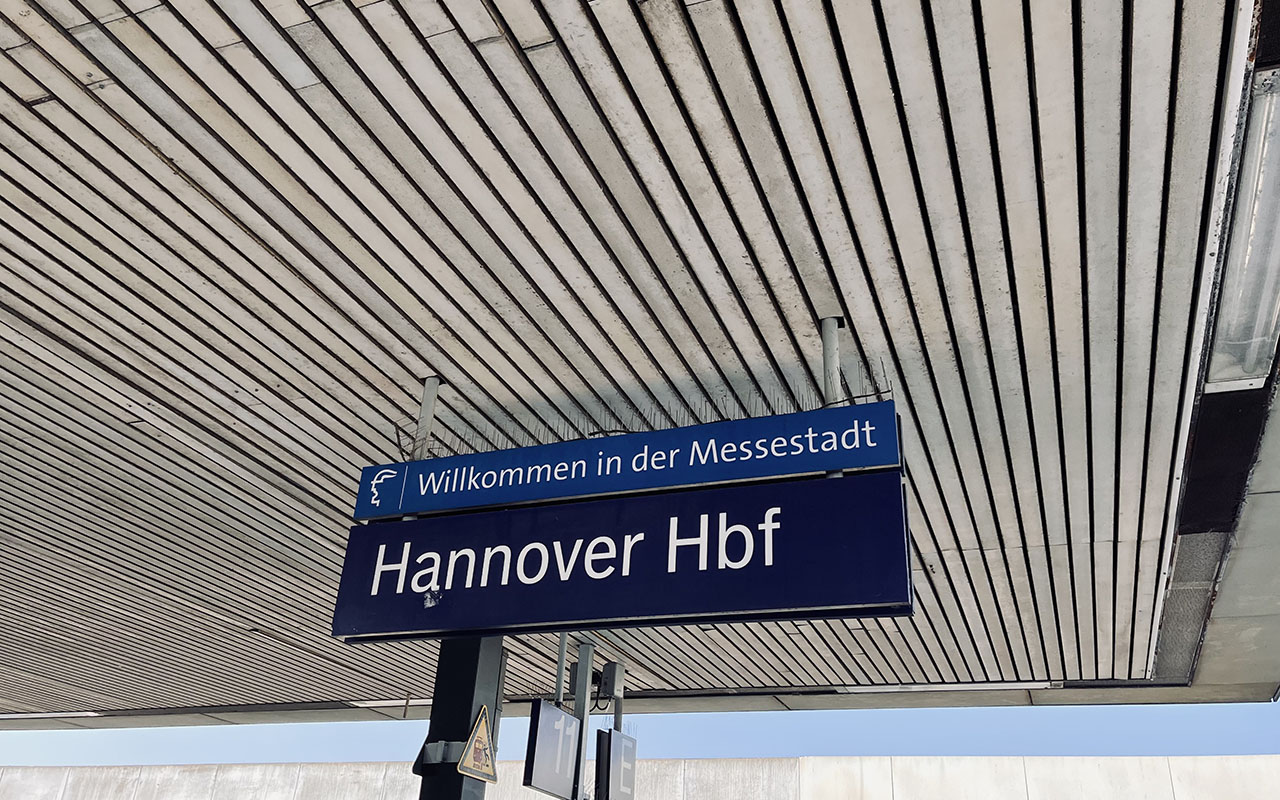 Willkommen in der Messestadt
Hannover Hbf
11
E